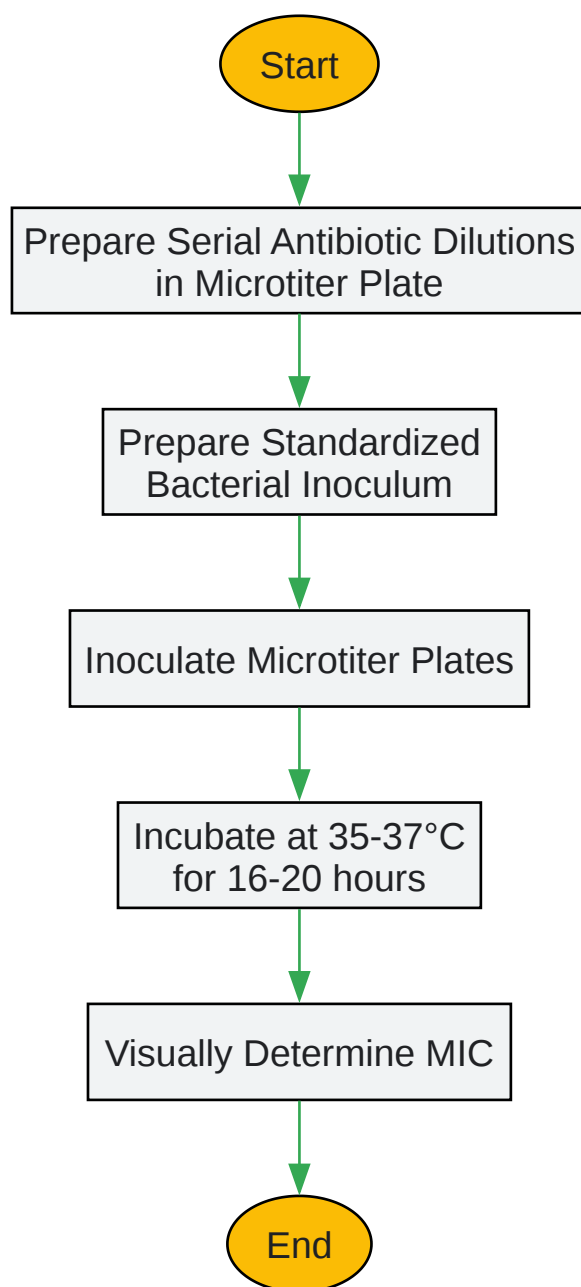 Start
Prepare Serial Antibiotic Dilutions
in Microtiter Plate
Prepare Standardized
Bacterial Inoculum
Inoculate Microtiter Plates
Incubate at 35-37°C
for 16-20 hours
Visually Determine MIC
End